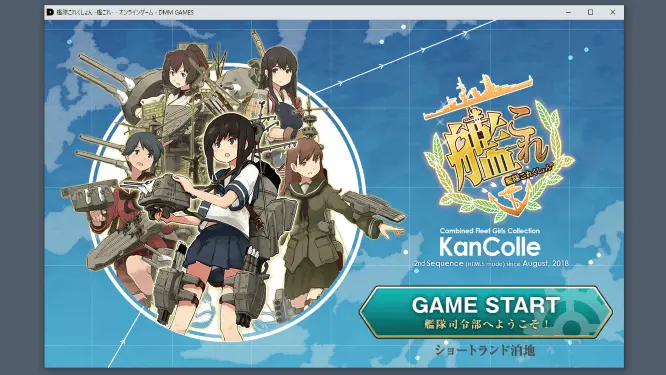 艦隊これくしょん -艦これ- - オンラインゲーム - DMM GAMES
艦これ
艦隊これくしょん
Combined Fleet Girls Collection
KanColle
2nd Sequence (HTML5 mode) since August, 2018
GAME START
艦隊司令部へようこそ!
ショートランド泊地